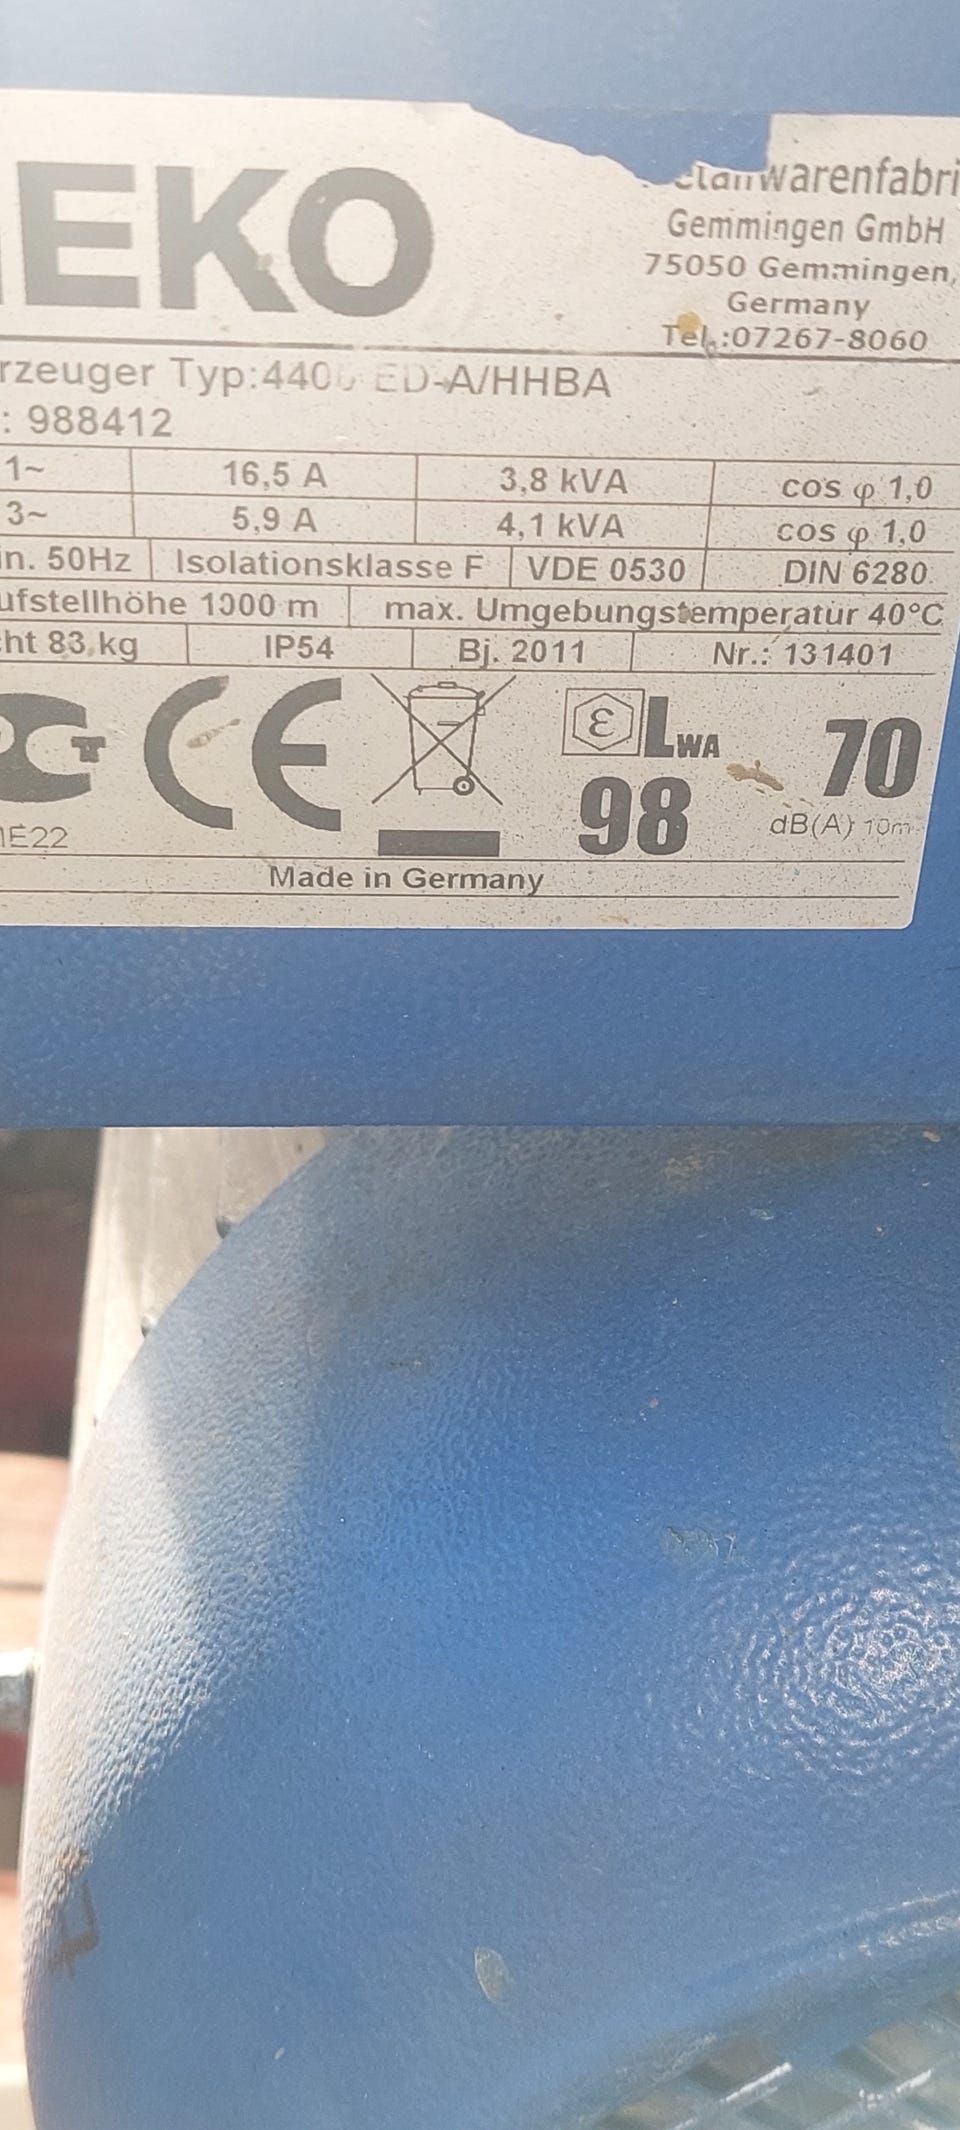 EKO
warenfabri
Gemmingen GmbH
75050 Gemmingen,
Germany
Tel.:07267-8060
rzeuger Typ:440 ED-A/HHBA
: 988412
1~ 16,5 A 3,8 kVA cos φ 1,0
3~ 5,9 A 4,1 kVA cos φ 1,0
in. 50Hz Isolationsklasse F VDE 0530 DIN 6280
ufstellhöhe 1000 m max. Umgebungstemperatur 40°C
cht 83 kg IP54 Bj. 2011 Nr.: 131401
CE
LWA
98
70
dB(A) 10m
E22
Made in Germany